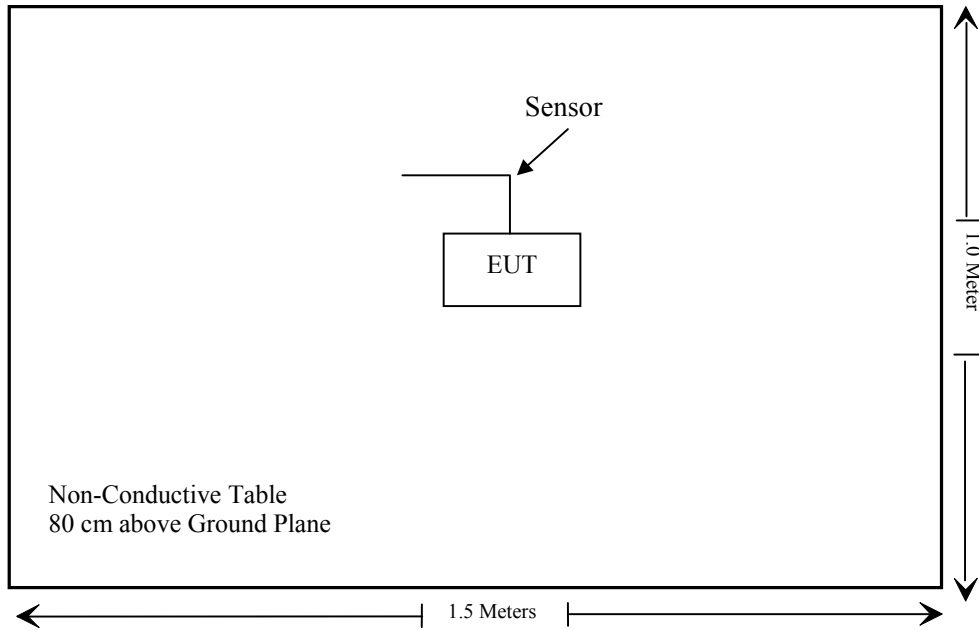 Sensor
EUT
1.0 Meter
Non-Conductive Table
80 cm above Ground Plane
1.5 Meters